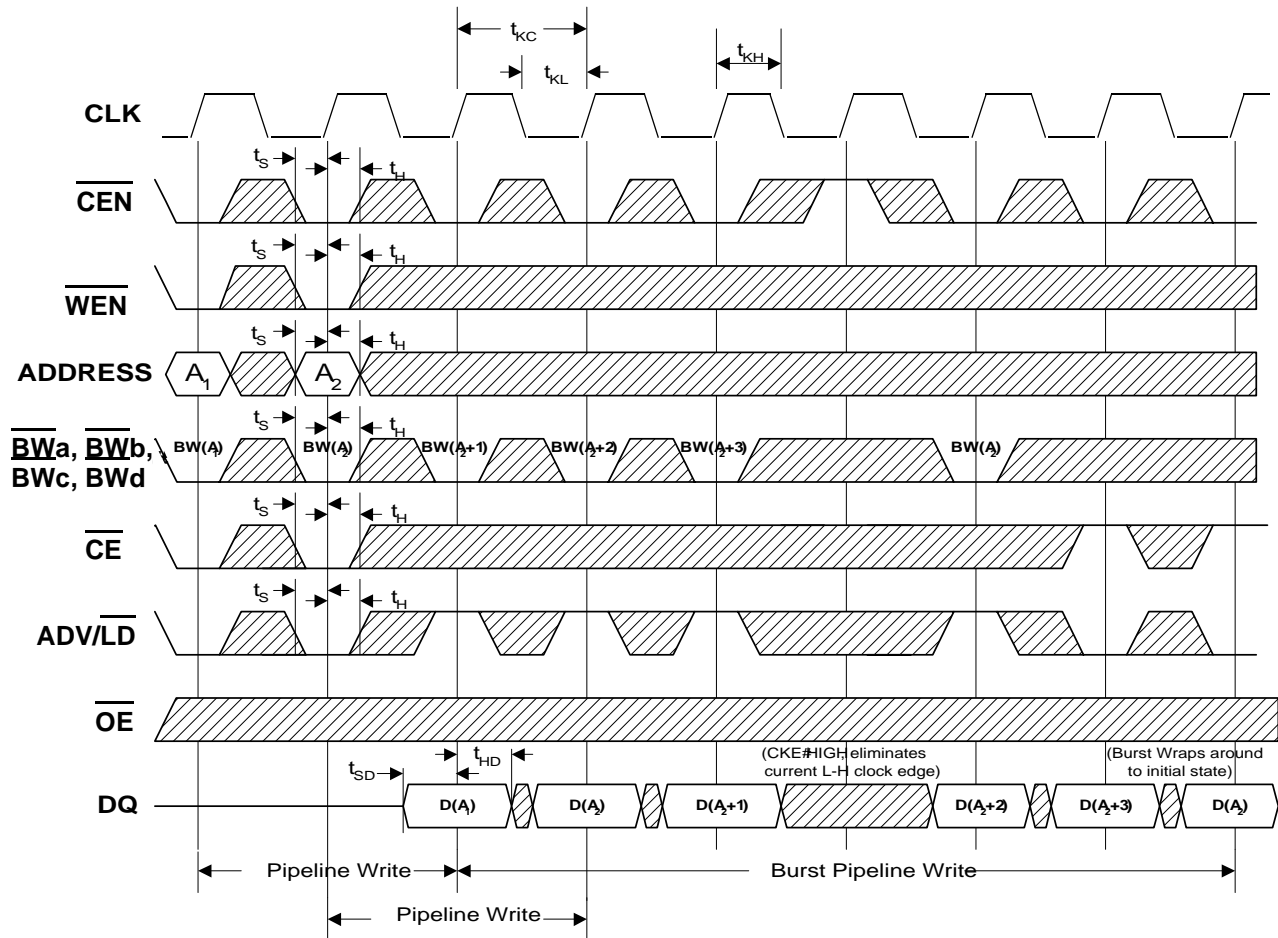 tKC
tKL
tKH
CLK
tS
tH
CEN
tS
tH
WEN
tS
tH
ADDRESS
A1
A2
tS
tH
BWa, BWb,
BWc, BWd
BW(A1)
BW(A2)
BW(A2+1)
BW(A2+2)
BW(A2+3)
BW(A2)
tS
tH
CE
tS
tH
ADV/LD
OE
tHD
tSD
(CKE#HIGH, eliminates
current L-H clock edge)
(Burst Wraps around
to initial state)
DQ
D(A1)
D(A2)
D(A2+1)
D(A2+2)
D(A2+3)
D(A2)
Pipeline Write
Burst Pipeline Write
Pipeline Write